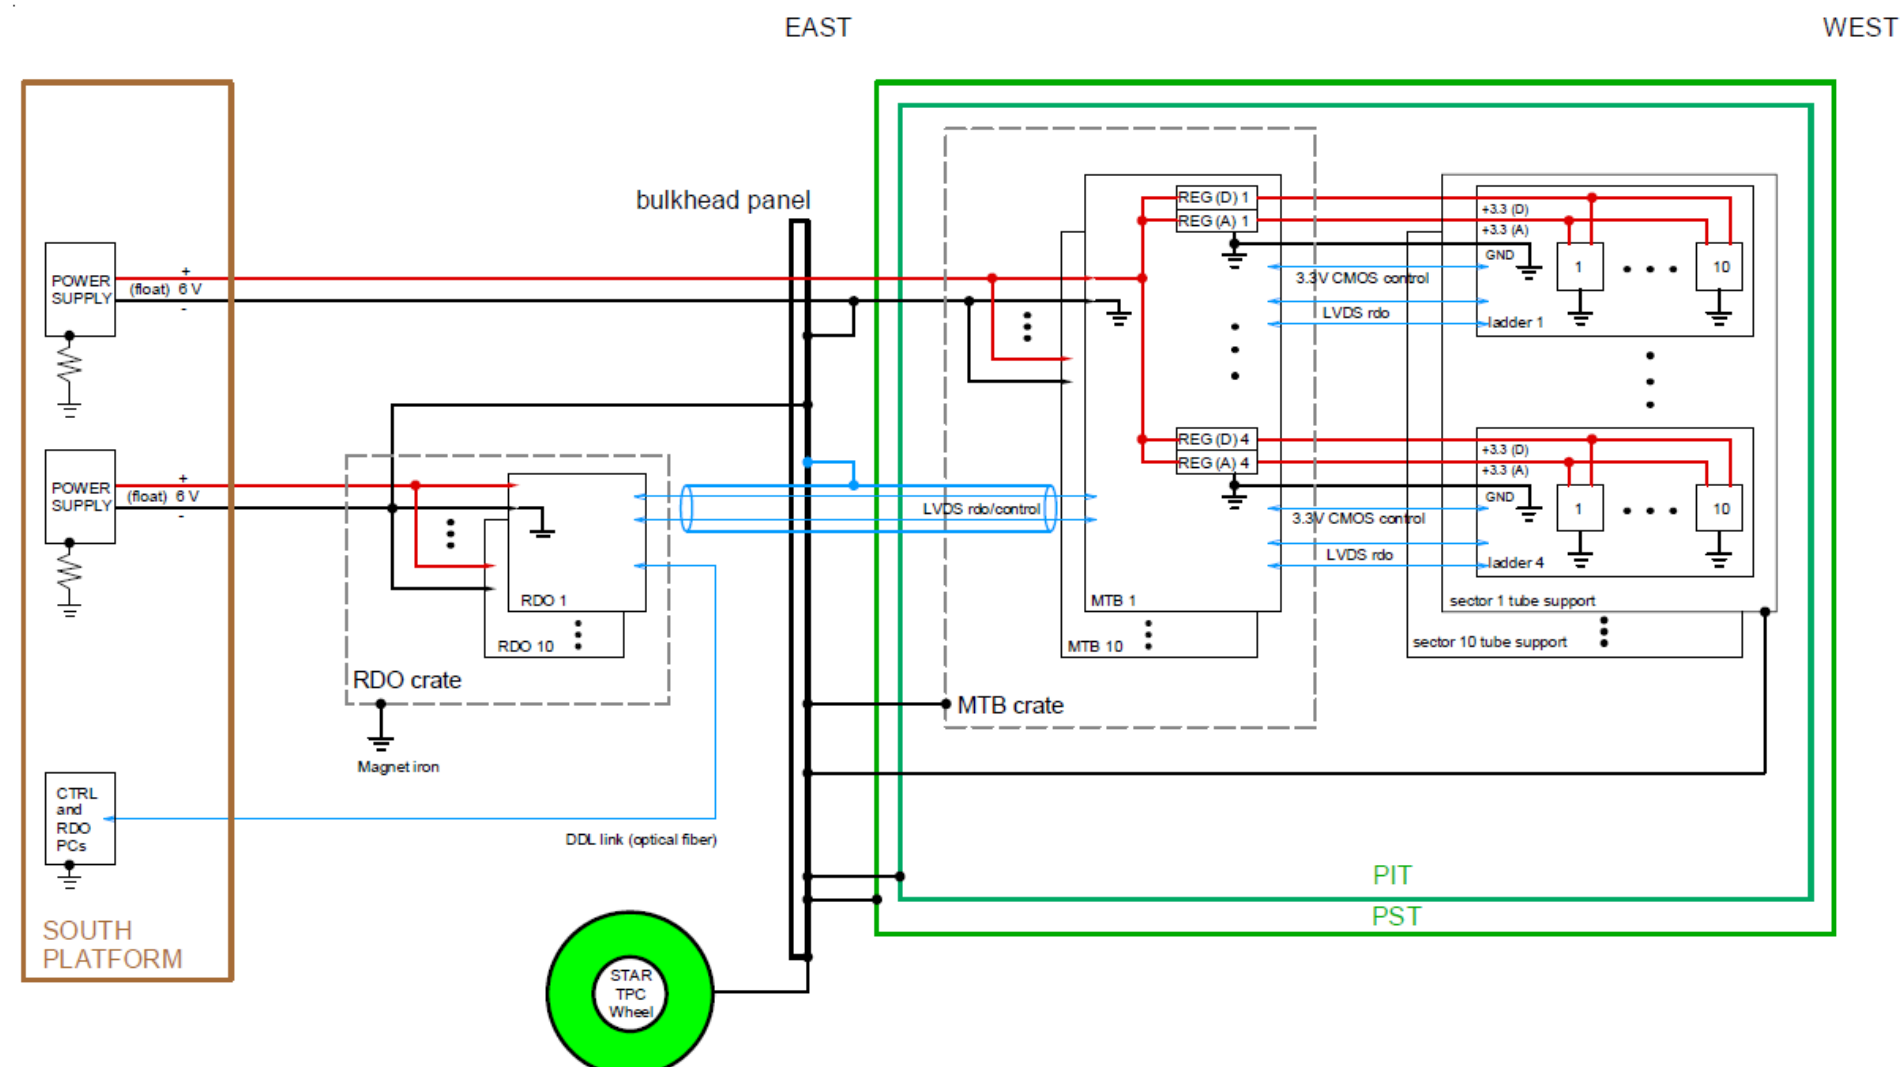 EAST
WEST
bulkhead panel
POWER
SUPPLY
+
(float) 6 V
-
POWER
SUPPLY
+
(float) 6 V
-
CTRL
and
RDO
PCs
SOUTH
PLATFORM
RDO 1
RDO 10
RDO crate
Magnet iron
DDL link (optical fiber)
STAR
TPC
Wheel
LVDS rdo/control
REG (D) 1
REG (A) 1
REG (D) 4
REG (A) 4
MTB 1
MTB 10
MTB crate
3.3V CMOS control
LVDS rdo
3.3V CMOS control
LVDS rdo
+3.3 (D)
+3.3 (A)
GND
1
10
ladder 1
+3.3 (D)
+3.3 (A)
GND
1
10
ladder 4
sector 1 tube support
sector 10 tube support
PIT
PST